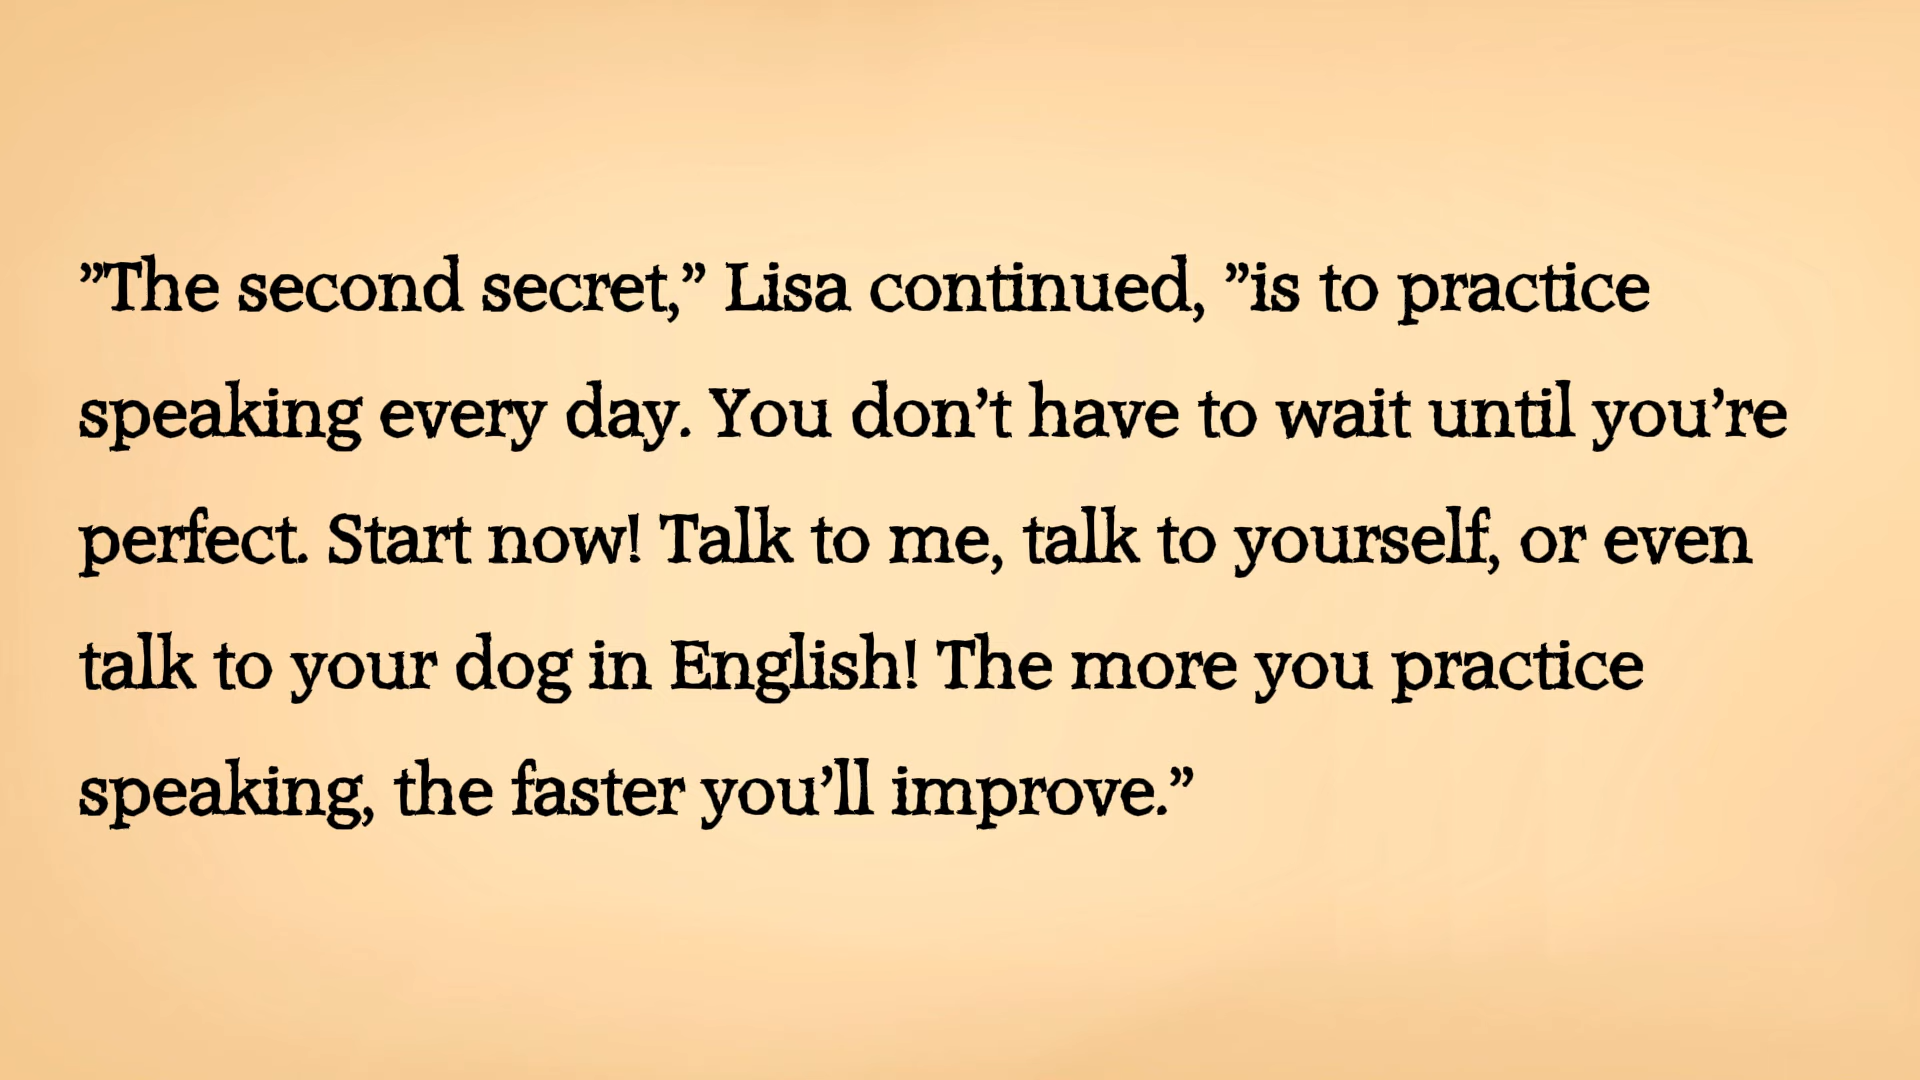 ”The second secret,” Lisa continued, ”is to practice
speaking every day. You don’t have to wait until you’re
perfect. Start now! Talk to me, talk to yourself, or even
talk to your dog in English! The more you practice
speaking, the faster you’ll improve.”